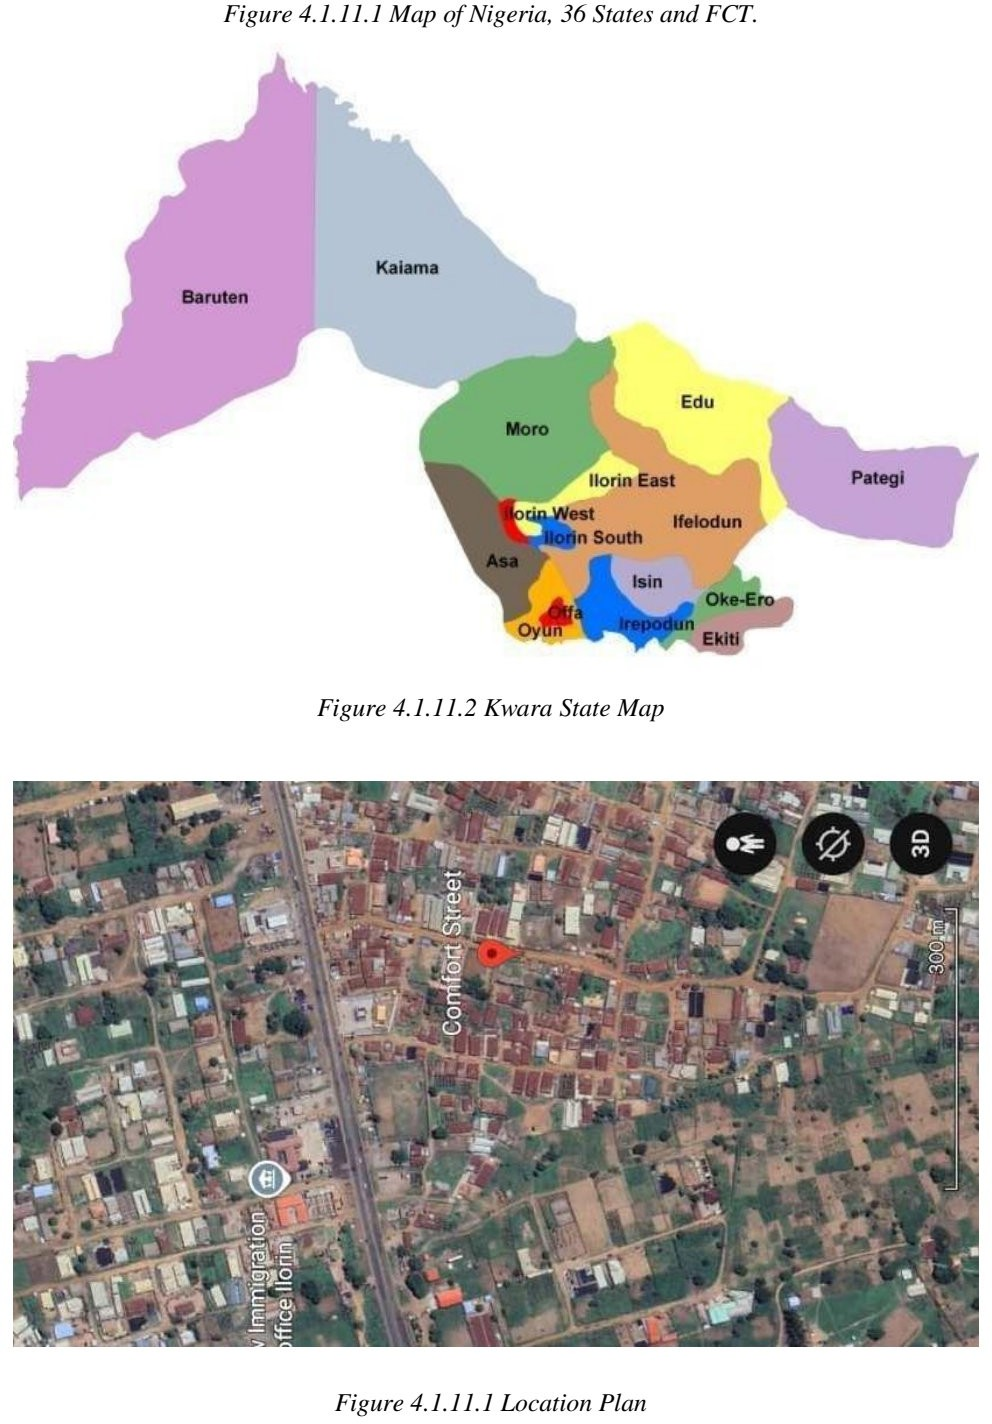 Figure 4.1.11.1 Map of Nigeria, 36 States and FCT.
Kaiama
Baruten
Edu
Moro
Pategi
Ilorin East
Ilorin West
Ifelodun
Ilorin South
Asa
Isin
Oke-Ero
Offa
Irepodun
Oyun
Ekiti
Figure 4.1.11.2 Kwara State Map
3D
Comfort Street
300 m
w Immigration
office Ilorin
Figure 4.1.11.1 Location Plan